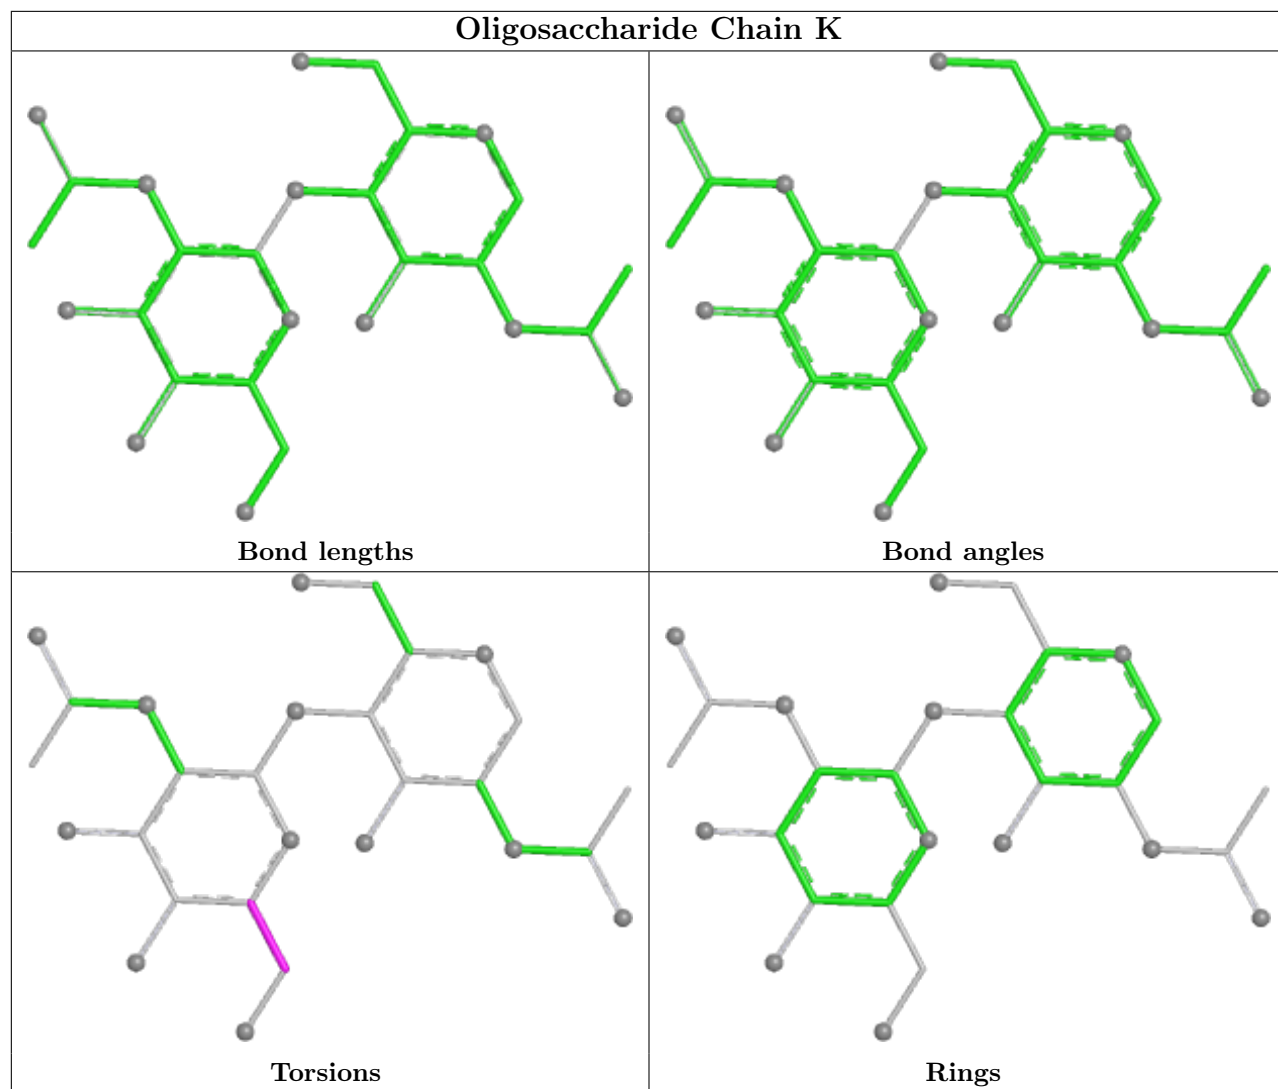 Oligosaccharide Chain K
Bond lengths
Bond angles
Torsions
Rings